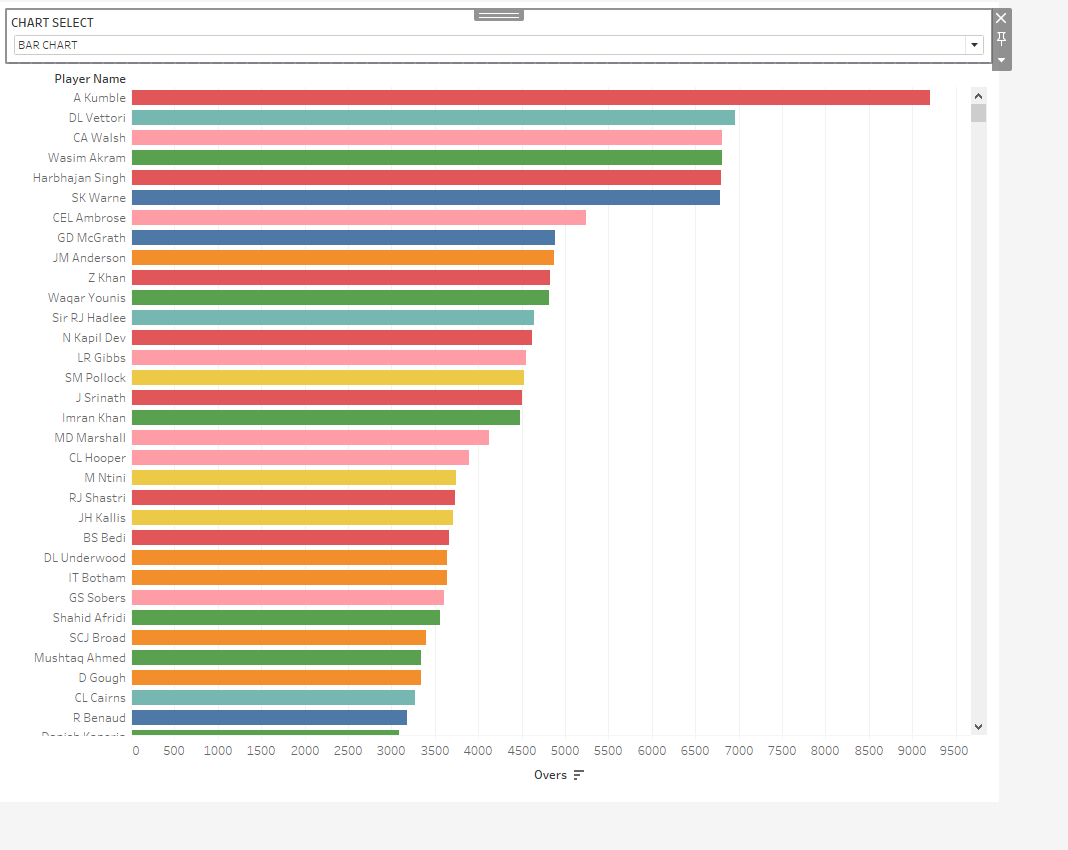 CHART SELECT
BAR CHART
Player Name
A Kumble
DL Vettori
CA Walsh
Wasim Akram
Harbhajan Singh
SK Warne
CEL Ambrose
GD McGrath
JM Anderson
Z Khan
Waqar Younis
Sir RJ Hadlee
N Kapil Dev
LR Gibbs
SM Pollock
J Srinath
Imran Khan
MD Marshall
CL Hooper
M Ntini
RJ Shastri
JH Kallis
BS Bedi
DL Underwood
IT Botham
GS Sobers
Shahid Afridi
SCJ Broad
Mushtaq Ahmed
D Gough
CL Cairns
R Benaud
0 500 1000 1500 2000 2500 3000 3500 4000 4500 5000 5500 6000 6500 7000 7500 8000 8500 9000 9500
Overs